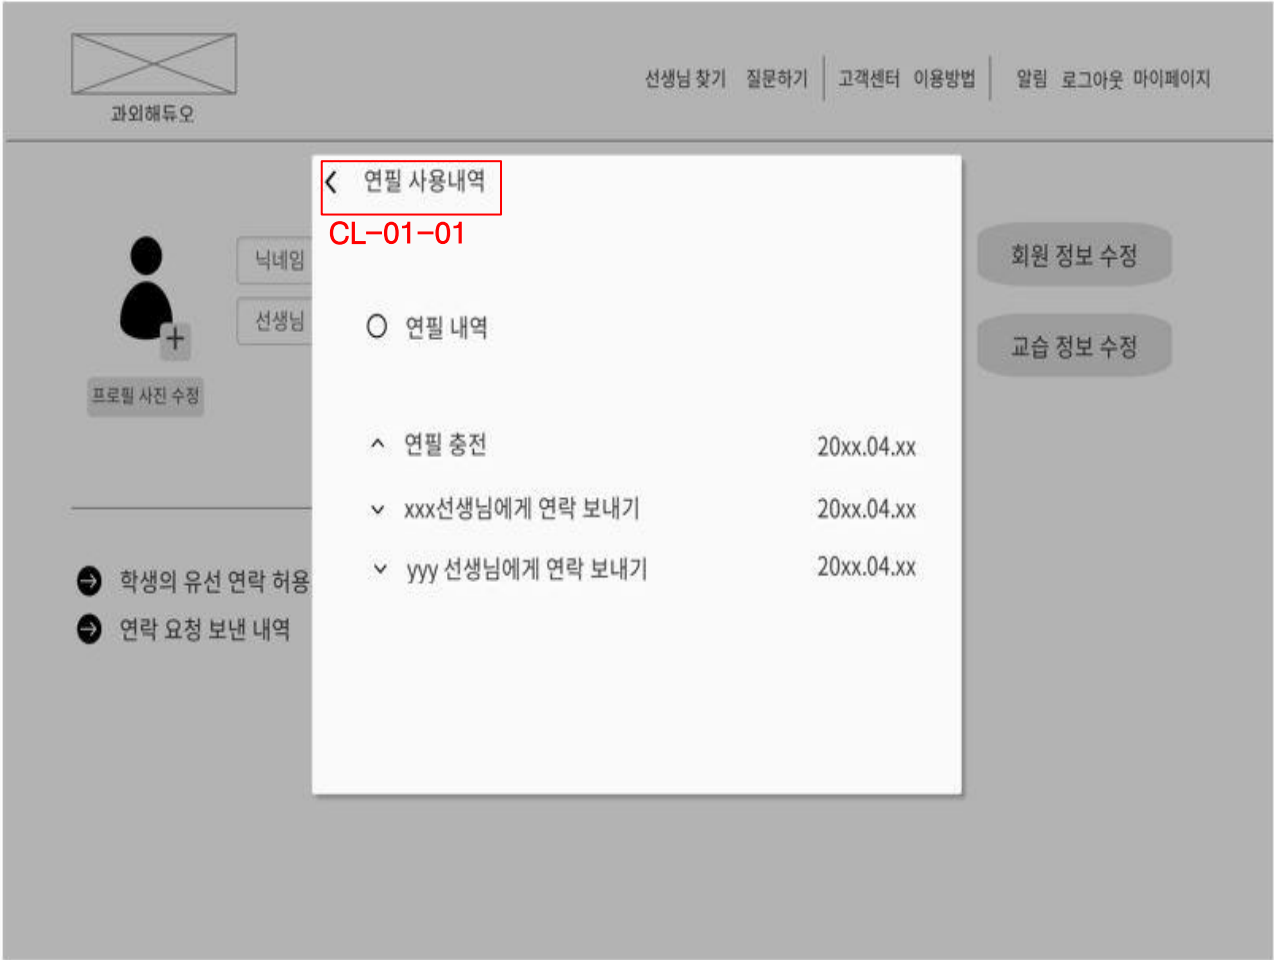 선생님 찾기 질문하기 고객센터 이용방법 알림 로그아웃 마이페이지
과외해듀오
연필 사용내역
CL-01-01
닉네임
회원 정보 수정
선생님
연필 내역
교습 정보 수정
프로필 사진 수정
연필 충전 20xx.04.xx
xxx선생님에게 연락 보내기 20xx.04.xx
yyy 선생님에게 연락 보내기 20xx.04.xx
학생의 유선 연락 허용
연락 요청 보낸 내역